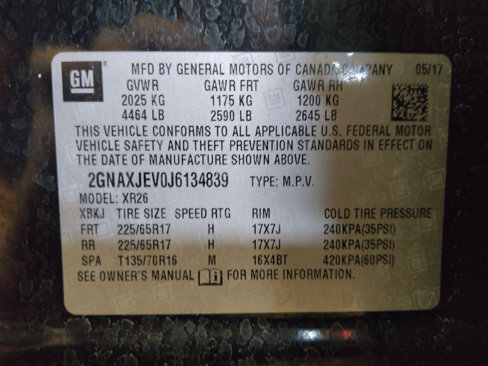 GM
MFD BY GENERAL MOTORS OF CANADA COMPANY 05/17
GVWR GAWR FRT GAWR RR
2025 KG 1175 KG 1200 KG
4464 LB 2590 LB 2645 LB
THIS VEHICLE CONFORMS TO ALL APPLICABLE U.S. FEDERAL MOTOR
VEHICLE SAFETY AND THEFT PREVENTION STANDARDS IN EFFECT ON
THE DATE OF MANUFACTURE SHOWN ABOVE.
2GNAXJEV0J6134839 TYPE: M.P.V.
MODEL: XR26
XBKJ TIRE SIZE SPEED RTG RIM COLD TIRE PRESSURE
FRT 225/65R17 H 17X7J 240KPA(35PSI)
RR 225/65R17 H 17X7J 240KPA(35PSI)
SPA T135/70R16 M 16X4BT 420KPA(60PSI)
SEE OWNER'S MANUAL FOR MORE INFORMATION.